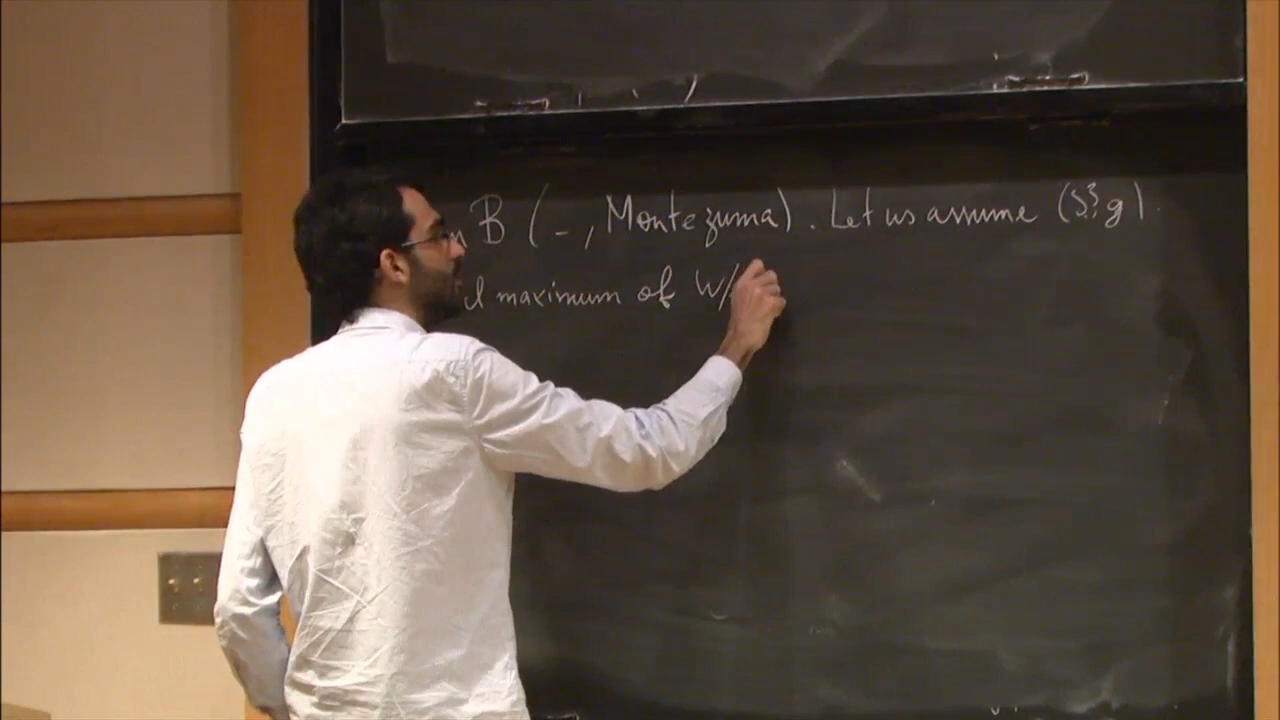 B (_, Montezuma). Let us assume (S³, g).
l maximum of W/